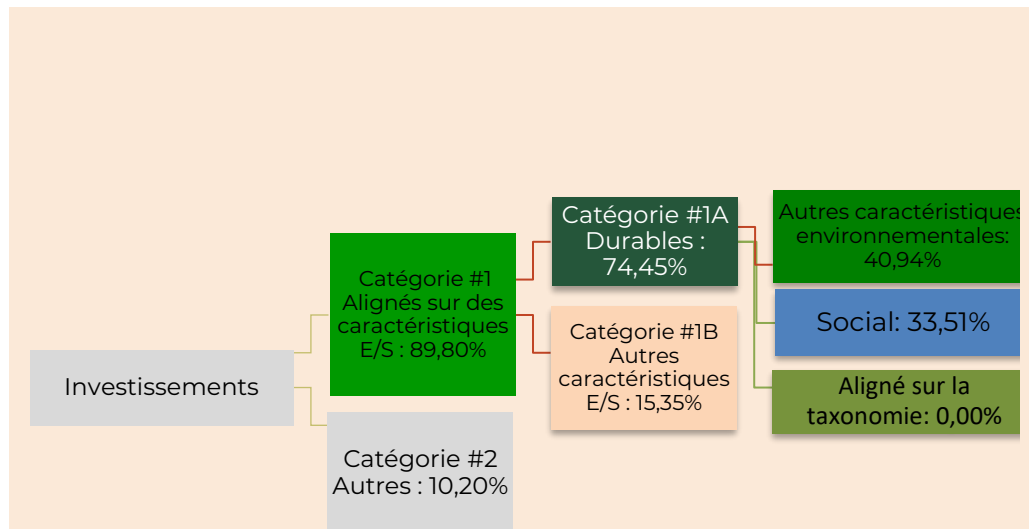 Investissements
Catégorie #1
Alignés sur des
caractéristiques
E/S : 89,80%
Catégorie #2
Autres : 10,20%
Catégorie #1A
Durables :
74,45%
Catégorie #1B
Autres
caractéristiques
E/S : 15,35%
Autres caractéristiques
environnementales:
40,94%
Social: 33,51%
Aligné sur la
taxonomie: 0,00%